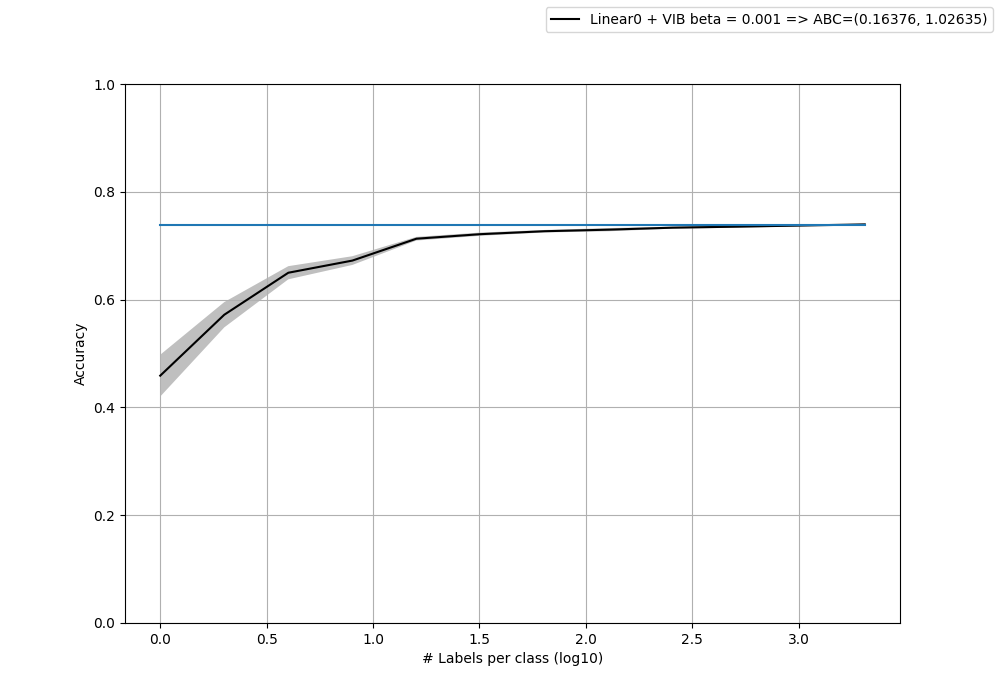 Linear0 + VIB beta = 0.001 => ABC=(0.16376, 1.02635)
1.0
0.8
0.6
0.4
0.2
0.0
Accuracy
0.0 0.5 1.0 1.5 2.0 2.5 3.0
# Labels per class (log10)